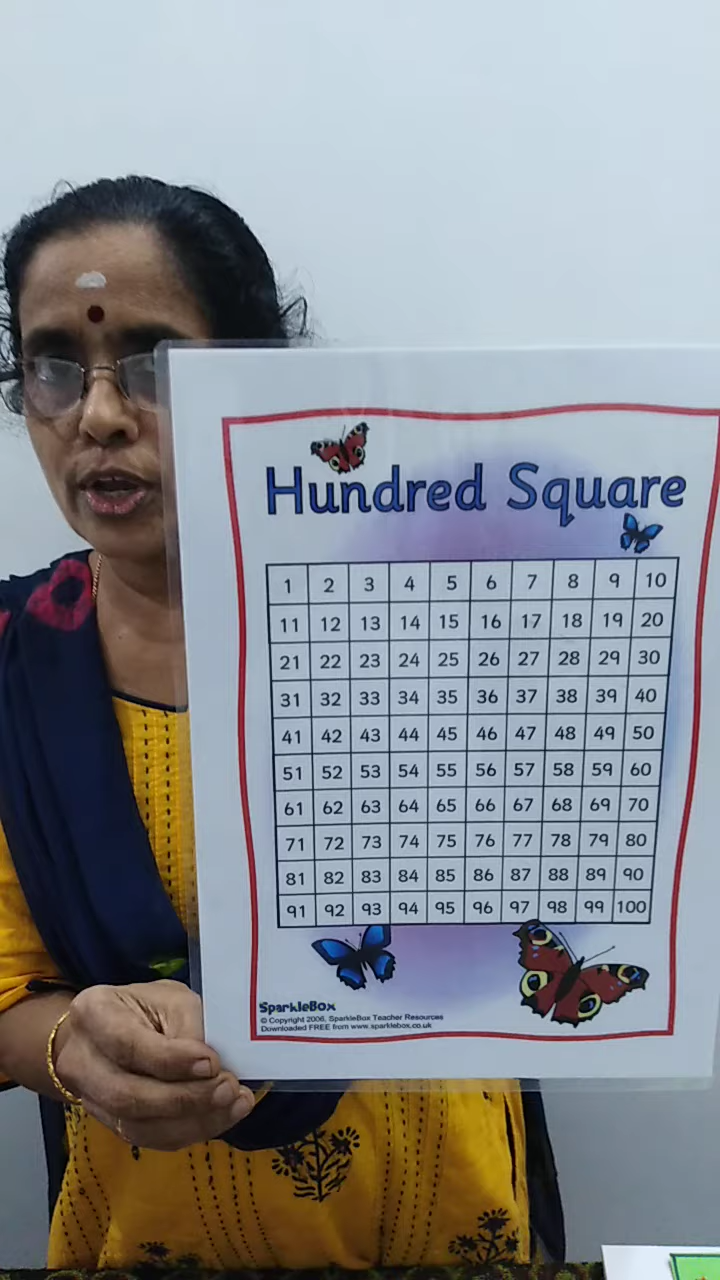 Hundred Square
1 2 3 4 5 6 7 8 9 10
11 12 13 14 15 16 17 18 19 20
21 22 23 24 25 26 27 28 29 30
31 32 33 34 35 36 37 38 39 40
41 42 43 44 45 46 47 48 49 50
51 52 53 54 55 56 57 58 59 60
61 62 63 64 65 66 67 68 69 70
71 72 73 74 75 76 77 78 79 80
81 82 83 84 85 86 87 88 89 90
91 92 93 94 95 96 97 98 99 100
SparkleBox
© Copyright 2006, SparkleBox Teacher Resources
Downloaded FREE from www.sparklebox.co.uk